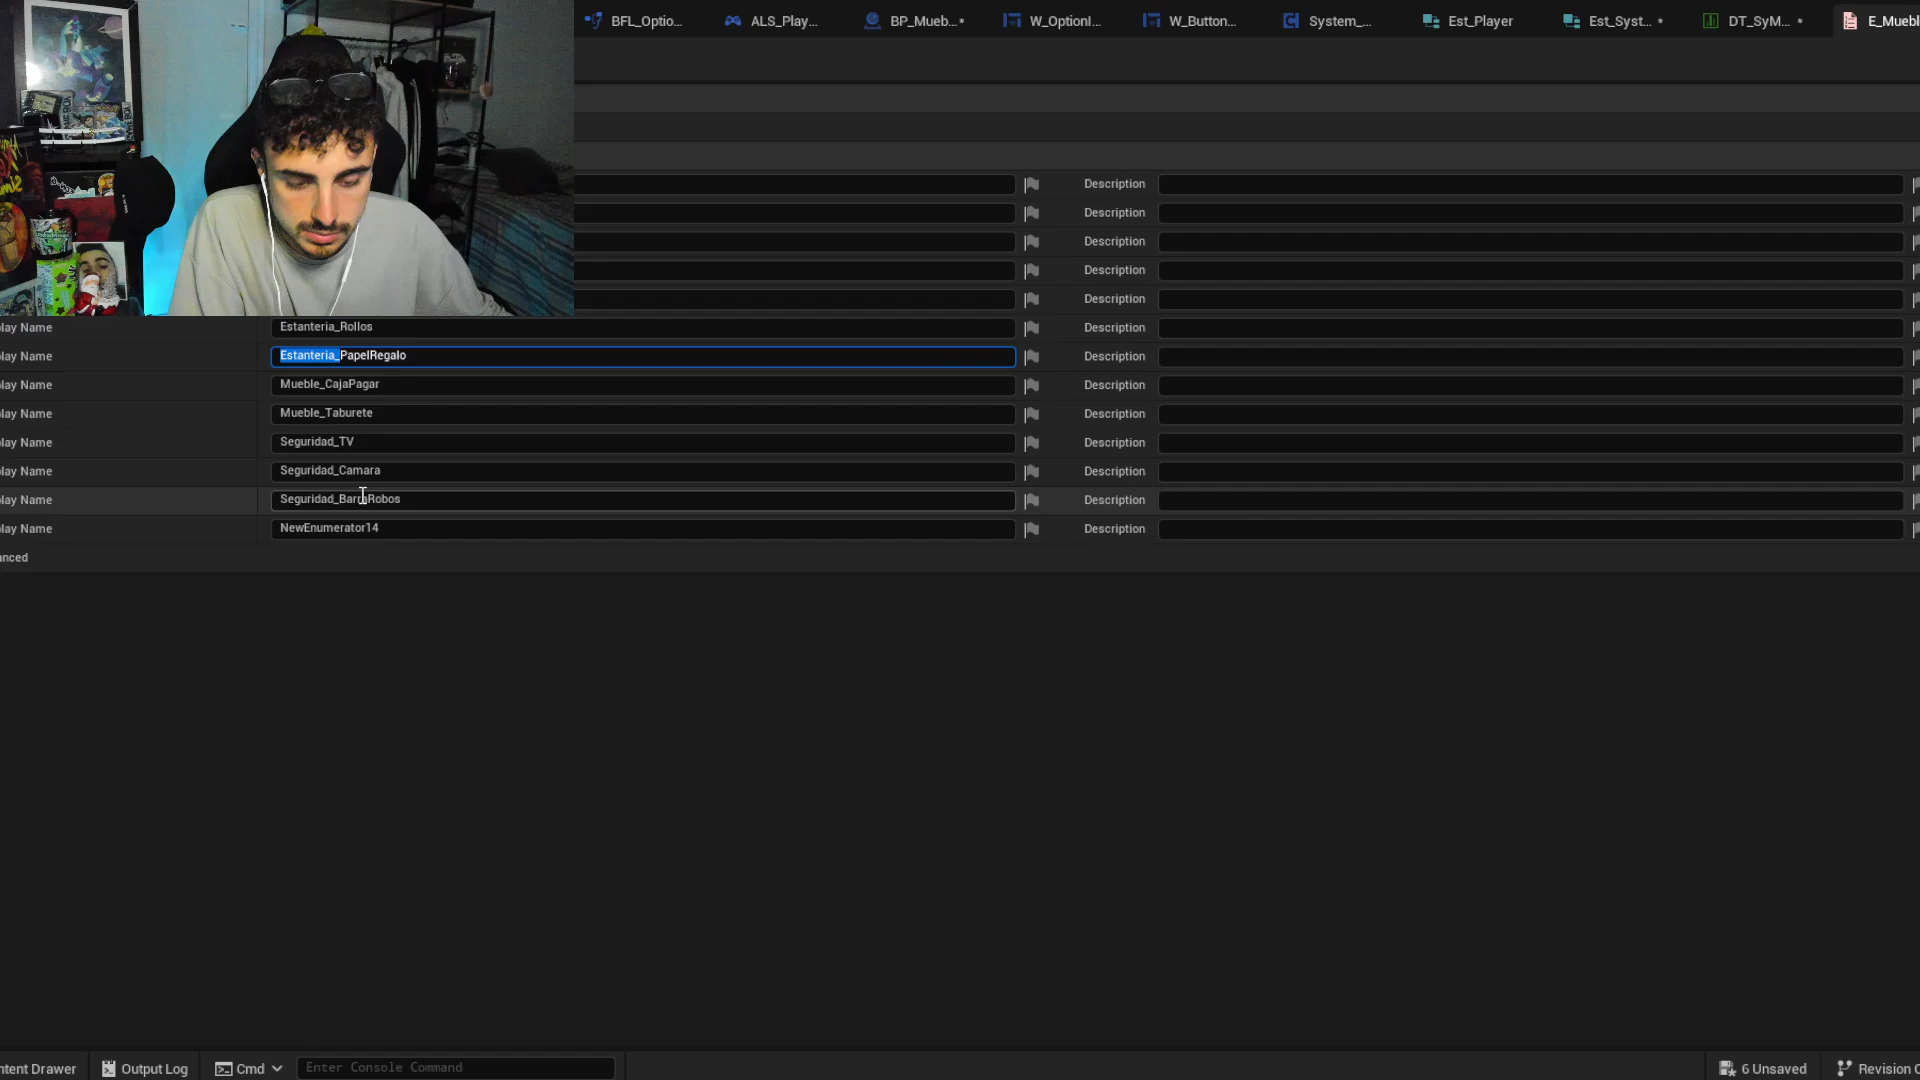 BFL_Optio... ALS_Play... BP_Mueb...* W_OptionI... W_Button... System_... Est_Player Est_Syst... * DT_SyM... * E_Muebl
Description
Description
Description
Description
Description
lay Name Estanteria_Rollos Description
lay Name Estanteria_PapelRegalo Description
lay Name Mueble_CajaPagar Description
lay Name Mueble_Taburete Description
lay Name Seguridad_TV Description
lay Name Seguridad_Camara Description
lay Name Seguridad_BarraRobos Description
lay Name NewEnumerator14 Description
anced
ntent Drawer Output Log Cmd Enter Console Command 6 Unsaved Revision C